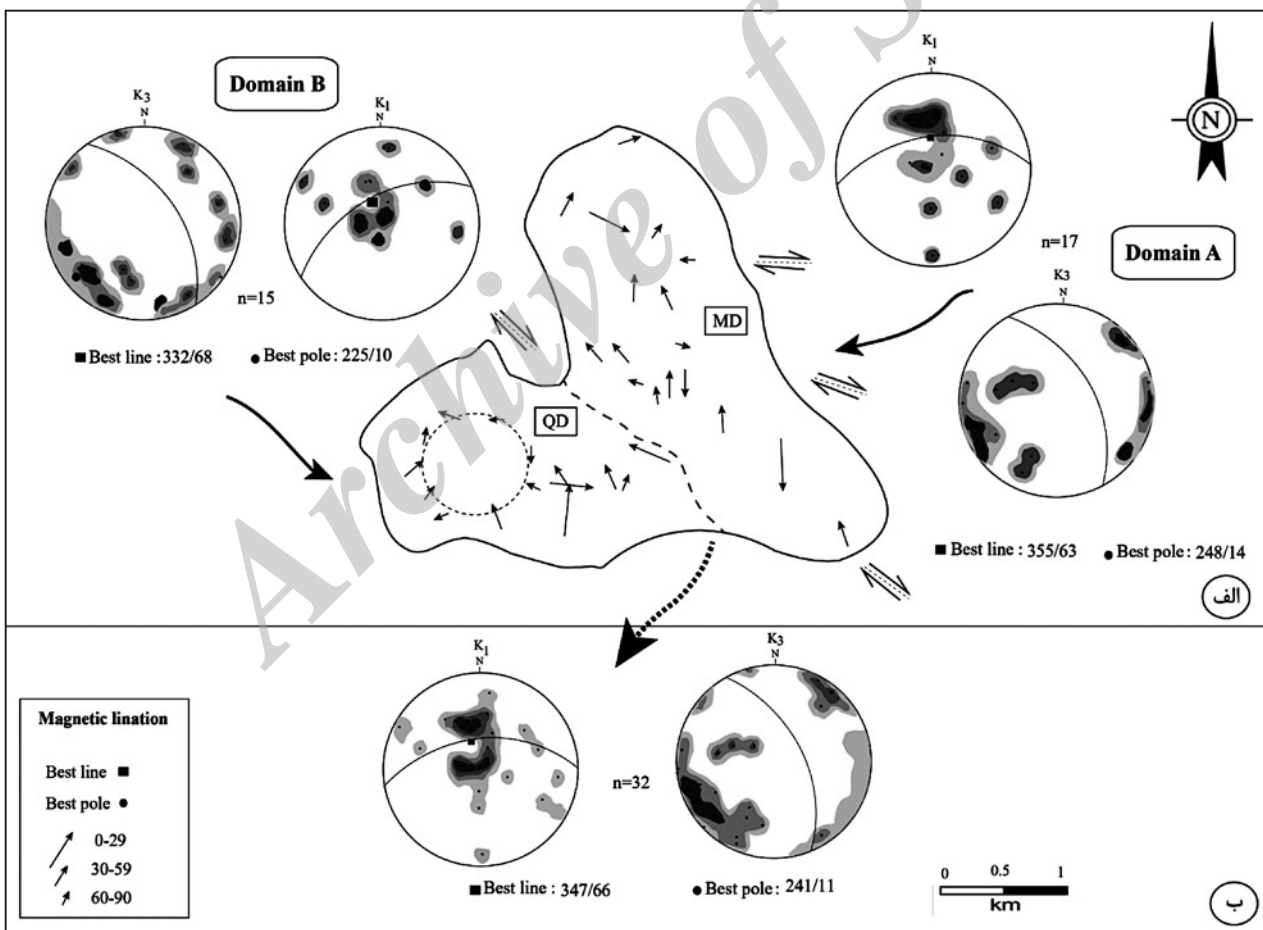 Domain B
K3
N
K1
N
n=15
■ Best line : 332/68
● Best pole : 225/10
K1
N
N
n=17
Domain A
K3
N
■ Best line : 355/63
● Best pole : 248/14
MD
QD
الف
Magnetic lination
Best line ■
Best pole ●
0-29
30-59
60-90
K1
N
n=32
K3
N
■ Best line : 347/66
● Best pole : 241/11
0 0.5 1
km
ب
Archive of S